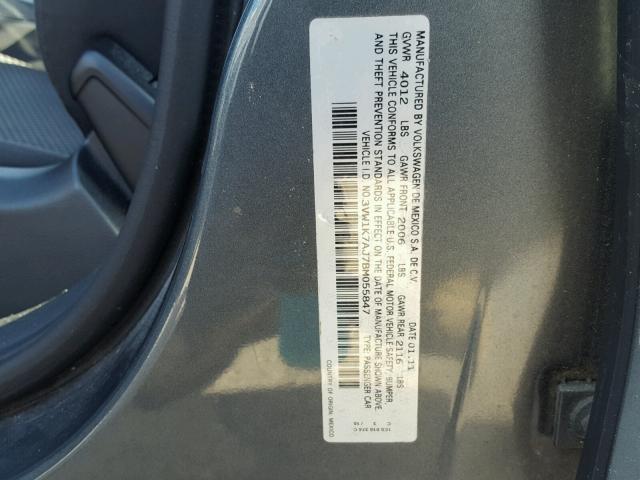 MANUFACTURED BY VOLKSWAGEN DE MEXICO S.A. DE C.V. DATE 01.11
GVWR 4012 LBS GAWR FRONT 2006 LBS GAWR REAR 2116 LBS
THIS VEHICLE CONFORMS TO ALL APPLICABLE U.S. FEDERAL MOTOR VEHICLE SAFETY, BUMPER,
AND THEFT PREVENTION STANDARDS IN EFFECT ON THE DATE OF MANUFACTURE SHOWN ABOVE.
VEHICLE I.D. NO 3VW1K7AJ7BM055847 TYPE: PASSENGER CAR
COUNTRY OF ORIGIN: MEXICO